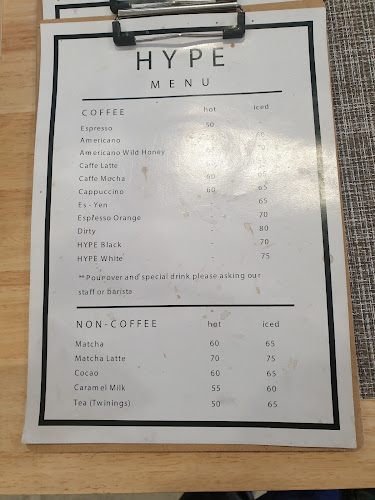 HYPE
MENU
COFFEE hot iced
Espresso 50 -
Americano
Americano Wild Honey -
Caffe Latte
Caffe Mocha 60
Cappuccino 60 65
Es - Yen - 65
Espresso Orange - 70
Dirty - 80
HYPE Black - 70
HYPE White - 75
**Pourover and special drink please asking our
staff or barista
NON-COFFEE hot iced
Matcha 60 65
Matcha Latte 70 75
Cocao 60 65
Caramel Milk 55 60
Tea (Twinings) 50 65